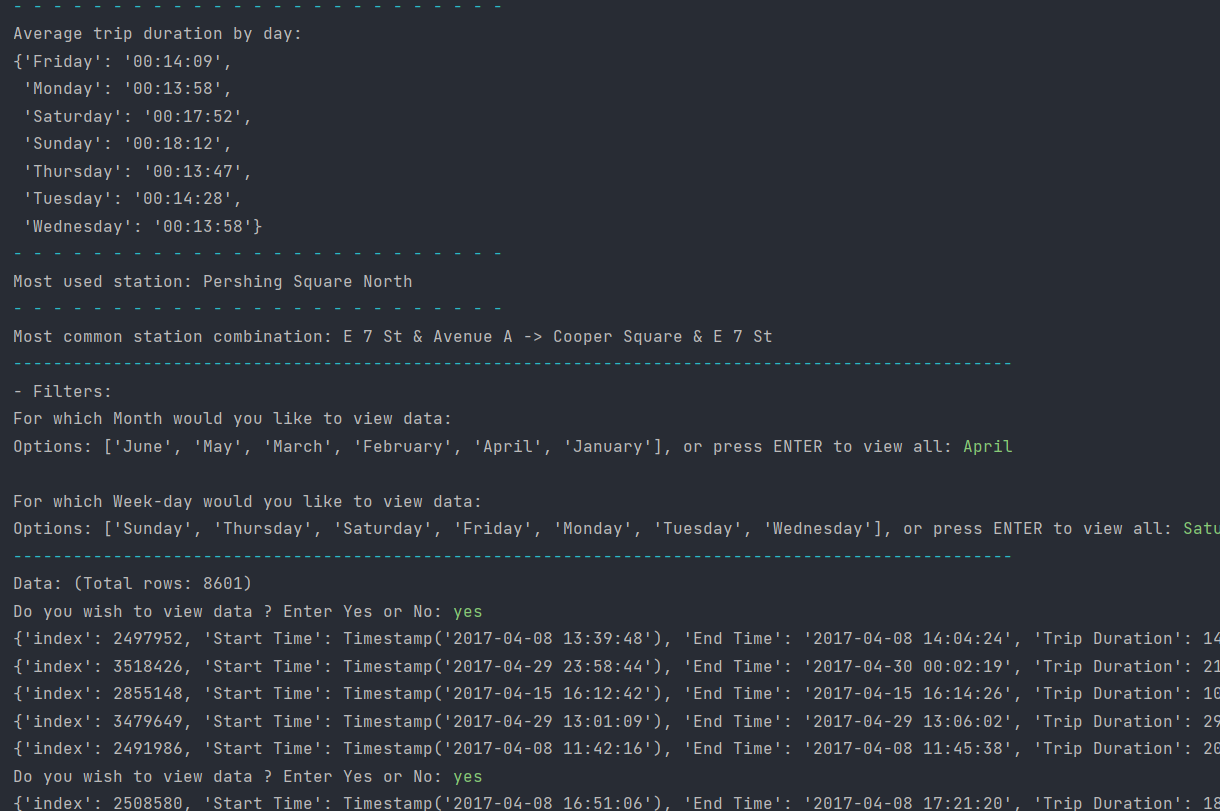 - - - - - - - - - - - - - - - - - - - - - - - - -
Average trip duration by day:
{'Friday': '00:14:09',
 'Monday': '00:13:58',
 'Saturday': '00:17:52',
 'Sunday': '00:18:12',
 'Thursday': '00:13:47',
 'Tuesday': '00:14:28',
 'Wednesday': '00:13:58'}
- - - - - - - - - - - - - - - - - - - - - - - - -
Most used station: Pershing Square North
- - - - - - - - - - - - - - - - - - - - - - - - -
Most common station combination: E 7 St & Avenue A -> Cooper Square & E 7 St
----------------------------------------------------------------------------------------------------
- Filters:
For which Month would you like to view data:
Options: ['June', 'May', 'March', 'February', 'April', 'January'], or press ENTER to view all: April
For which Week-day would you like to view data:
Options: ['Sunday', 'Thursday', 'Saturday', 'Friday', 'Monday', 'Tuesday', 'Wednesday'], or press ENTER to view all: Satu
----------------------------------------------------------------------------------------------------
Data: (Total rows: 8601)
Do you wish to view data ? Enter Yes or No: yes
{'index': 2497952, 'Start Time': Timestamp('2017-04-08 13:39:48'), 'End Time': '2017-04-08 14:04:24', 'Trip Duration': 14
{'index': 3518426, 'Start Time': Timestamp('2017-04-29 23:58:44'), 'End Time': '2017-04-30 00:02:19', 'Trip Duration': 21
{'index': 2855148, 'Start Time': Timestamp('2017-04-15 16:12:42'), 'End Time': '2017-04-15 16:14:26', 'Trip Duration': 10
{'index': 3479649, 'Start Time': Timestamp('2017-04-29 13:01:09'), 'End Time': '2017-04-29 13:06:02', 'Trip Duration': 29
{'index': 2491986, 'Start Time': Timestamp('2017-04-08 11:42:16'), 'End Time': '2017-04-08 11:45:38', 'Trip Duration': 20
Do you wish to view data ? Enter Yes or No: yes
{'index': 2508580, 'Start Time': Timestamp('2017-04-08 16:51:06'), 'End Time': '2017-04-08 17:21:20', 'Trip Duration': 18